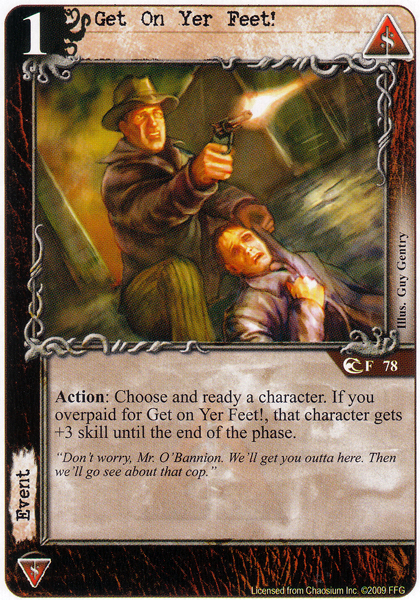 1
Get On Yer Feet!
Illus. Guy Gentry
F 78
Action: Choose and ready a character. If you
overpaid for Get on Yer Feet!, that character gets
+3 skill until the end of the phase.
"Don't worry, Mr. O'Bannion. We'll get you outta here. Then
we'll go see about that cop."
Event
Licensed from Chaosium Inc. ©2009 FFG